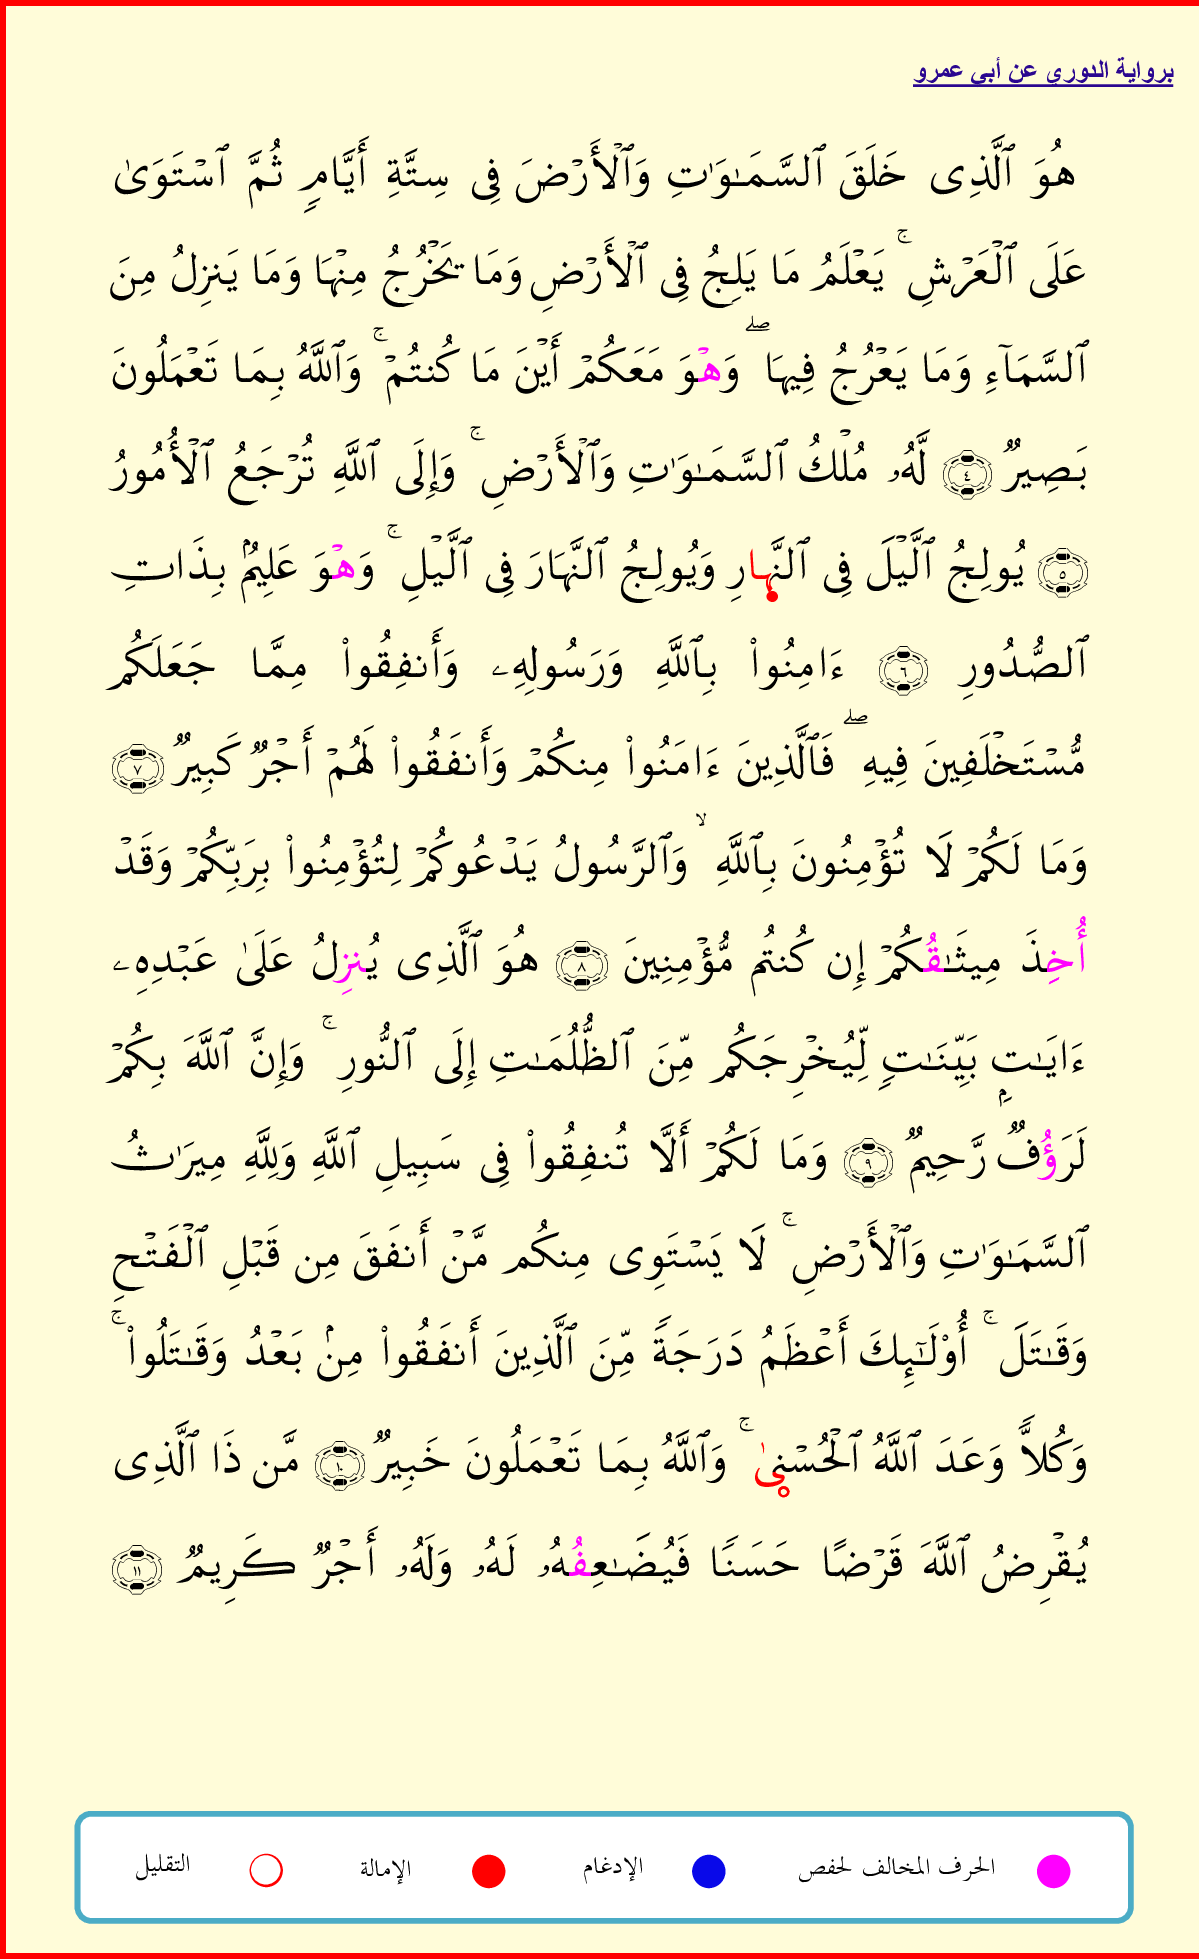 برواية الدوري عن أبي عمرو
هُوَ ٱلَّذِى خَلَقَ ٱلسَّمَـٰوَٰتِ وَٱلۡأَرۡضَ فِى سِتَّةِ أَيَّامٍ ثُمَّ ٱسۡتَوَىٰ
عَلَى ٱلۡعَرۡشِ ۚ يَعۡلَمُ مَا يَلِجُ فِى ٱلۡأَرۡضِ وَمَا يَخۡرُجُ مِنۡهَا وَمَا يَنزِلُ مِنَ
ٱلسَّمَآءِ وَمَا يَعۡرُجُ فِيهَا ۖ وَهۡوَ مَعَكُمۡ أَيۡنَ مَا كُنتُمۡ ۚ وَٱللَّهُ بِمَا تَعۡمَلُونَ
بَصِيرٌ ٤ لَّهُۥ مُلۡكُ ٱلسَّمَـٰوَٰتِ وَٱلۡأَرۡضِ ۚ وَإِلَى ٱللَّهِ تُرۡجَعُ ٱلۡأُمُورُ
٥ يُولِجُ ٱلَّيۡلَ فِى ٱلنَّهارِ وَيُولِجُ ٱلنَّهَارَ فِى ٱلَّيۡلِ ۚ وَهۡوَ عَلِيمُۢ بِذَاتِ
ٱلصُّدُورِ ٦ ءَامِنُوا۟ بِٱللَّهِ وَرَسُولِهِۦ وَأَنفِقُوا۟ مِمَّا جَعَلَكُم
مُّسۡتَخۡلَفِينَ فِيهِ ۖ فَٱلَّذِينَ ءَامَنُوا۟ مِنكُمۡ وَأَنفَقُوا۟ لَهُمۡ أَجۡرٌ كَبِيرٌ ٧
وَمَا لَكُمۡ لَا تُؤۡمِنُونَ بِٱللَّهِ ۙ وَٱلرَّسُولُ يَدۡعُوكُمۡ لِتُؤۡمِنُوا۟ بِرَبِّكُمۡ وَقَدۡ
أُخِذَ مِيثَـٰقُكُمۡ إِن كُنتُم مُّؤۡمِنِينَ ٨ هُوَ ٱلَّذِى يُنزِلُ عَلَىٰ عَبۡدِهِۦ
ءَايَـٰتٍۭ بَيِّنَـٰتٍ لِّيُخۡرِجَكُم مِّنَ ٱلظُّلُمَـٰتِ إِلَى ٱلنُّورِ ۚ وَإِنَّ ٱللَّهَ بِكُمۡ
لَرَؤُفٌ رَّحِيمٌ ٩ وَمَا لَكُمۡ أَلَّا تُنفِقُوا۟ فِى سَبِيلِ ٱللَّهِ وَلِلَّهِ مِيرَٰثُ
ٱلسَّمَـٰوَٰتِ وَٱلۡأَرۡضِ ۚ لَا يَسۡتَوِى مِنكُم مَّنۡ أَنفَقَ مِن قَبۡلِ ٱلۡفَتۡحِ
وَقَـٰتَلَ ۚ أُو۟لَـٰٓئِكَ أَعۡظَمُ دَرَجَةً مِّنَ ٱلَّذِينَ أَنفَقُوا۟ مِنۢ بَعۡدُ وَقَـٰتَلُوا۟ ۚ
وَكُلاًّ وَعَدَ ٱللَّهُ ٱلۡحُسۡنىٰ ۚ وَٱللَّهُ بِمَا تَعۡمَلُونَ خَبِيرٌ ١٠ مَّن ذَا ٱلَّذِى
يُقۡرِضُ ٱللَّهَ قَرۡضًا حَسَنًا فَيُضَـٰعِفُهُۥ لَهُۥ وَلَهُۥ أَجۡرٌ كَرِيمٌ ١١
الحرف المخالف لحفص الإدغام الإمالة التقليل